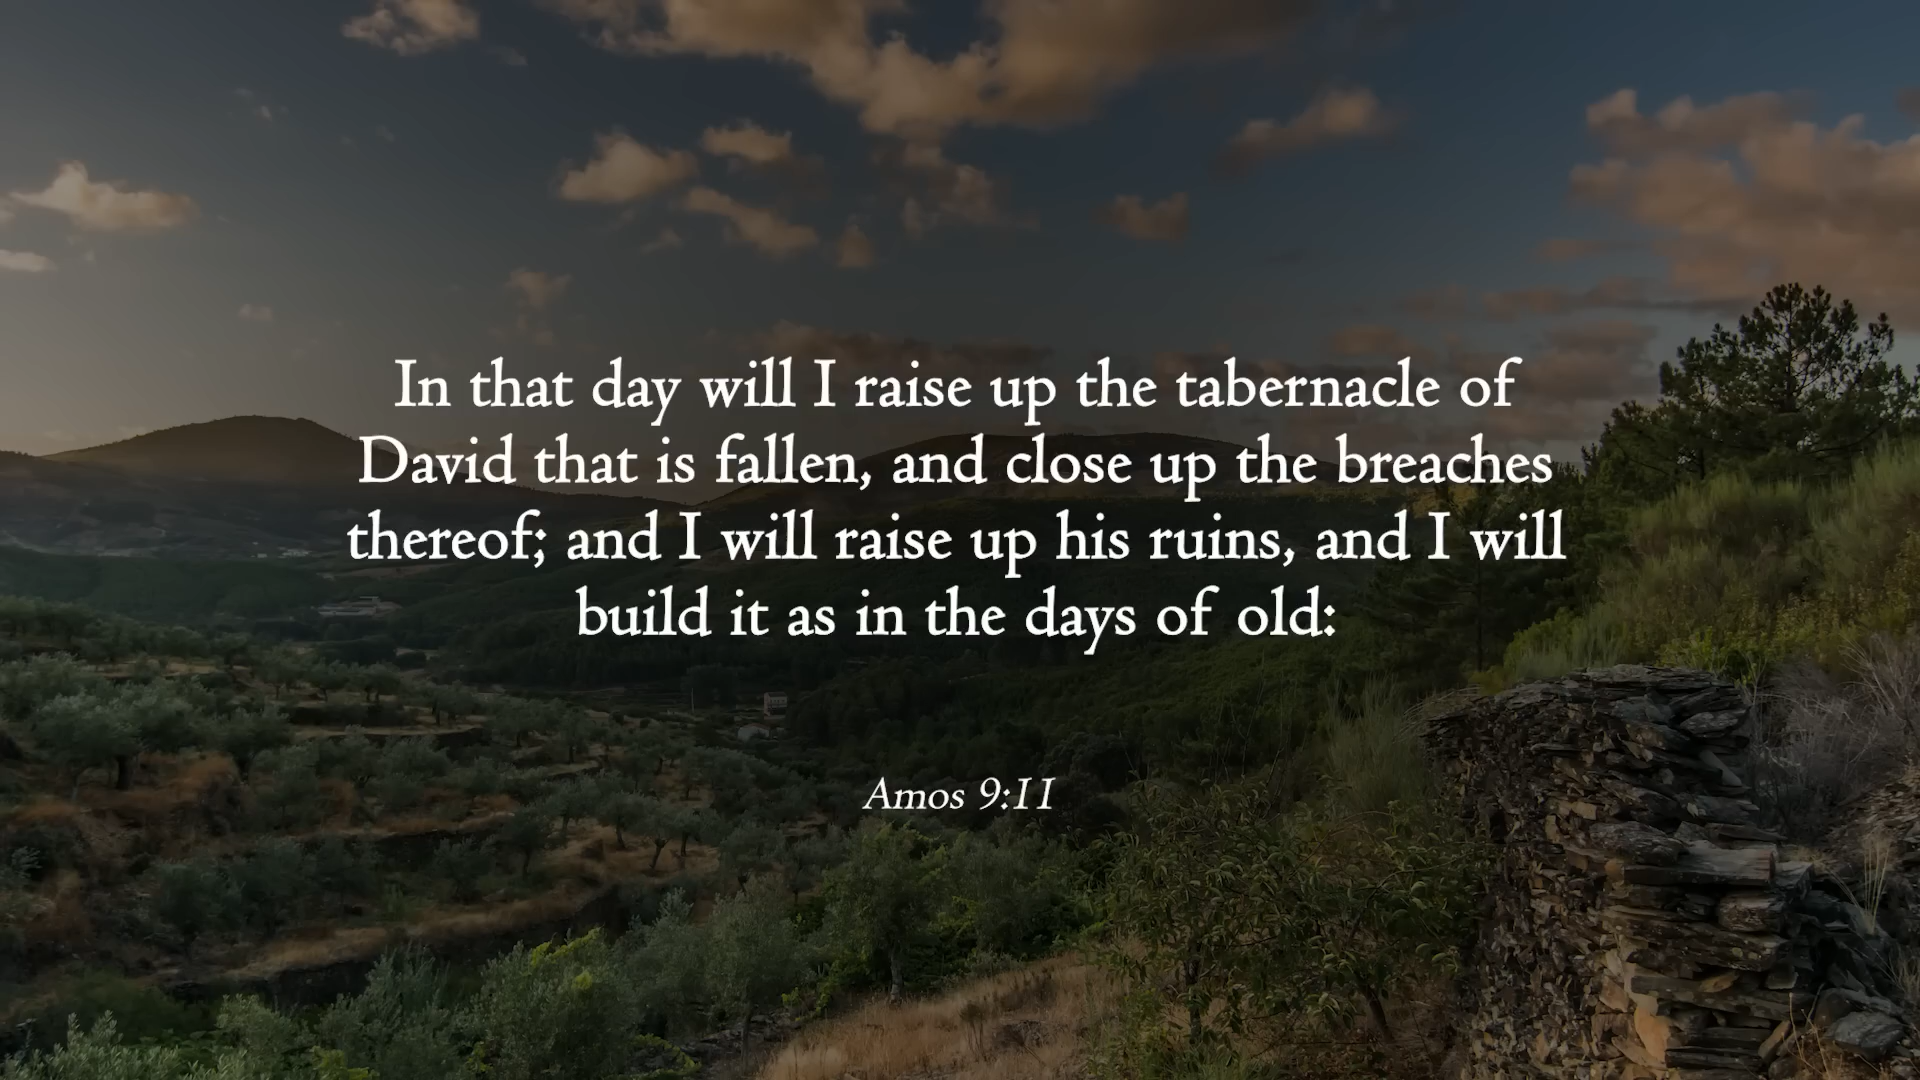 In that day will I raise up the tabernacle of
David that is fallen, and close up the breaches
thereof; and I will raise up his ruins, and I will
build it as in the days of old:
Amos 9:11